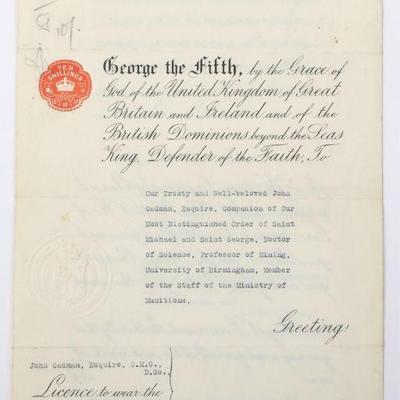 10/.
TEN
SHILLINGS
George the Fifth, by the Grace of
God of the United Kingdom of Great
Britain and Ireland and of the
British Dominions beyond the Seas
King, Defender of the Faith, To
Our Trusty and Well-beloved John
Cadman, Esquire, Companion of Our
Most Distinguished Order of Saint
Michael and Saint George, Doctor
of Science, Professor of Mining,
University of Birmingham, Member
of the Staff of the Ministry of
Munitions.
Greeting!
John Cadman, Esquire, C.M.G.,
D.Sc.,
Licence to wear the